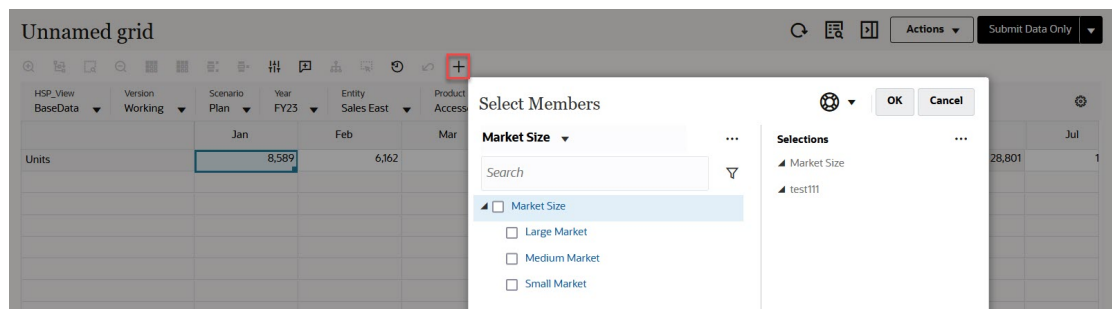 Unnamed grid
Actions
Submit Data Only
HSP_View
Version
Scenario
Year
Entity
Product
BaseData
Working
Plan
FY23
Sales East
Access
Jan
Feb
Mar
Jul
Units
8,589
6,162
28,801
1
Select Members
OK
Cancel
Market Size
...
Selections
...
Search
Market Size
Large Market
Medium Market
Small Market
Market Size
test111